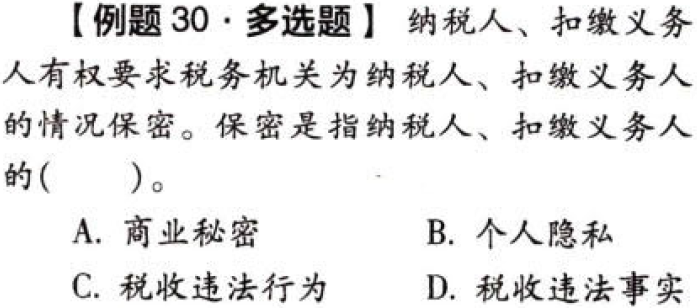 【例题 30·多选题】 纳税人、扣缴义务
人有权要求税务机关为纳税人、扣缴义务人
的情况保密。保密是指纳税人、扣缴义务人
的(  )。
A. 商业秘密 B. 个人隐私
C. 税收违法行为 D. 税收违法事实